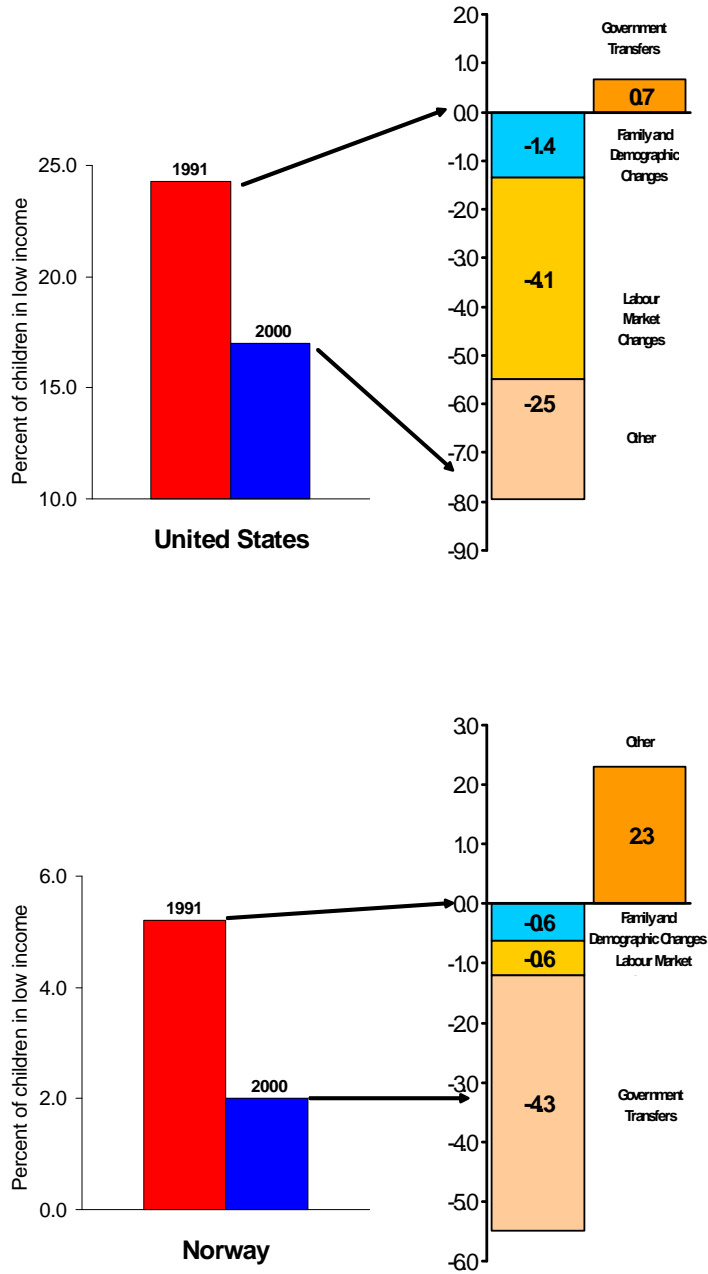 Percent of children in low income
25.0
20.0
15.0
10.0
1991
2000
United States
2.0
1.0
0.0
-1.0
-2.0
-3.0
-4.0
-5.0
-6.0
-7.0
-8.0
-9.0
Government
Transfers
0.7
-1.4
Family and
Demographic
Changes
-4.1
Labour
Market
Changes
-2.5
Other
Percent of children in low income
6.0
4.0
2.0
0.0
1991
2000
Norway
3.0
2.0
1.0
0.0
-1.0
-2.0
-3.0
-4.0
-5.0
-6.0
Other
2.3
-0.6
Family and
Demographic Changes
-0.6
Labour Market
-4.3
Government
Transfers